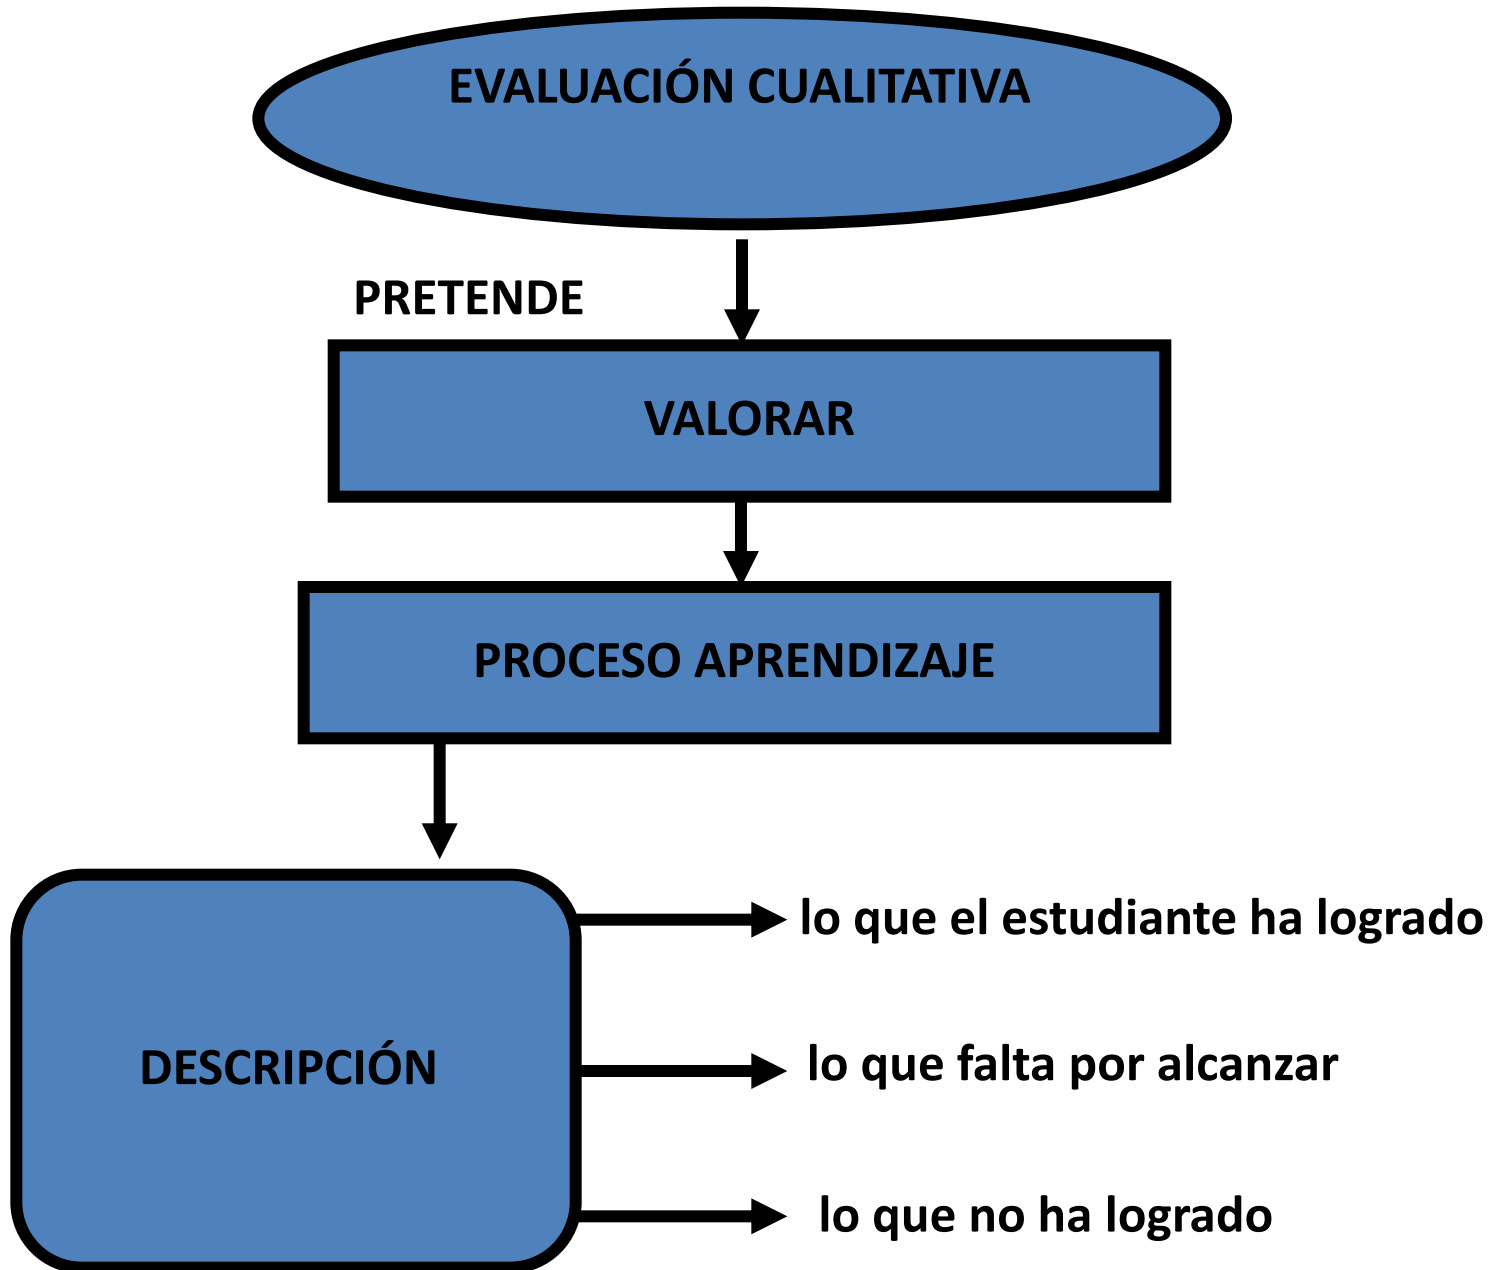 EVALUACIÓN CUALITATIVA
PRETENDE
VALORAR
PROCESO APRENDIZAJE
lo que el estudiante ha logrado
DESCRIPCIÓN
lo que falta por alcanzar
lo que no ha logrado